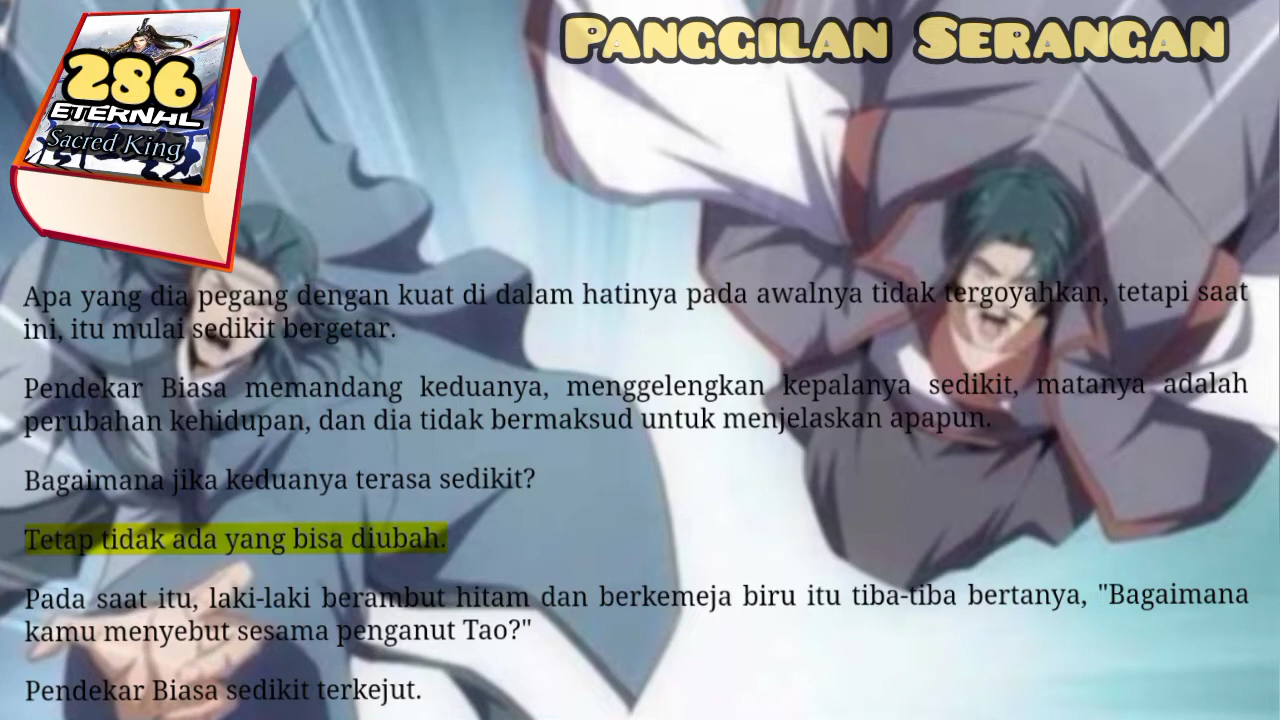 Panggilan Serangan
286
ETERNAL
Sacred King
Apa yang dia pegang dengan kuat di dalam hatinya pada awalnya tidak tergoyahkan, tetapi saat
ini, itu mulai sedikit bergetar.
Pendekar Biasa memandang keduanya, menggelengkan kepalanya sedikit, matanya adalah
perubahan kehidupan, dan dia tidak bermaksud untuk menjelaskan apapun.
Bagaimana jika keduanya terasa sedikit?
Tetap tidak ada yang bisa diubah.
Pada saat itu, laki-laki berambut hitam dan berkemeja biru itu tiba-tiba bertanya, "Bagaimana
kamu menyebut sesama penganut Tao?"
Pendekar Biasa sedikit terkejut.